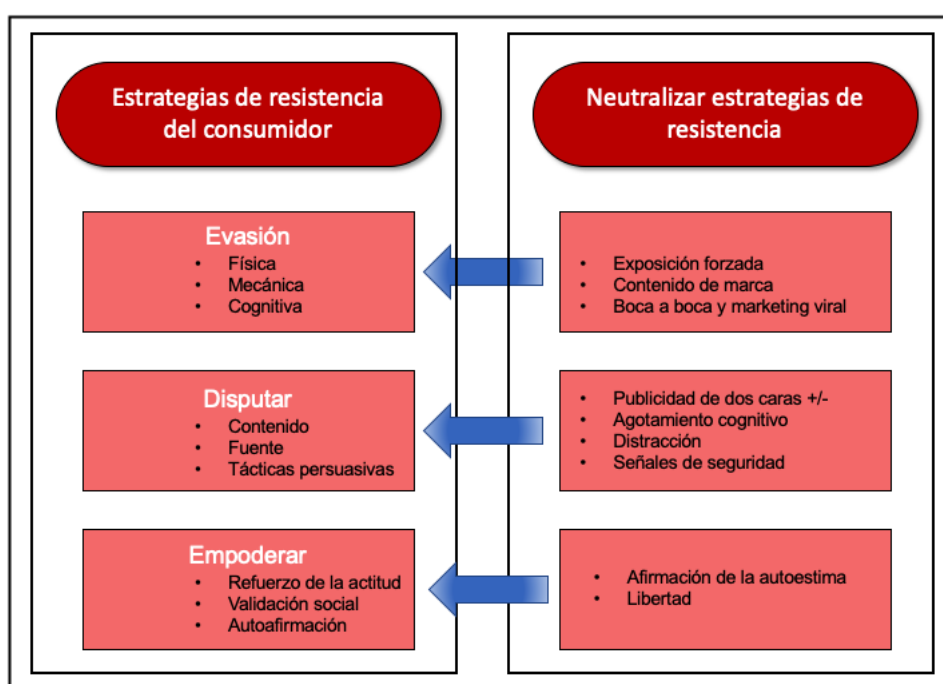 Estrategias de resistencia
del consumidor
Neutralizar estrategias de
resistencia
Evasión
• Física
• Mecánica
• Cognitiva
• Exposición forzada
• Contenido de marca
• Boca a boca y marketing viral
Disputar
• Contenido
• Fuente
• Tácticas persuasivas
• Publicidad de dos caras +/-
• Agotamiento cognitivo
• Distracción
• Señales de seguridad
Empoderar
• Refuerzo de la actitud
• Validación social
• Autoafirmación
• Afirmación de la autoestima
• Libertad